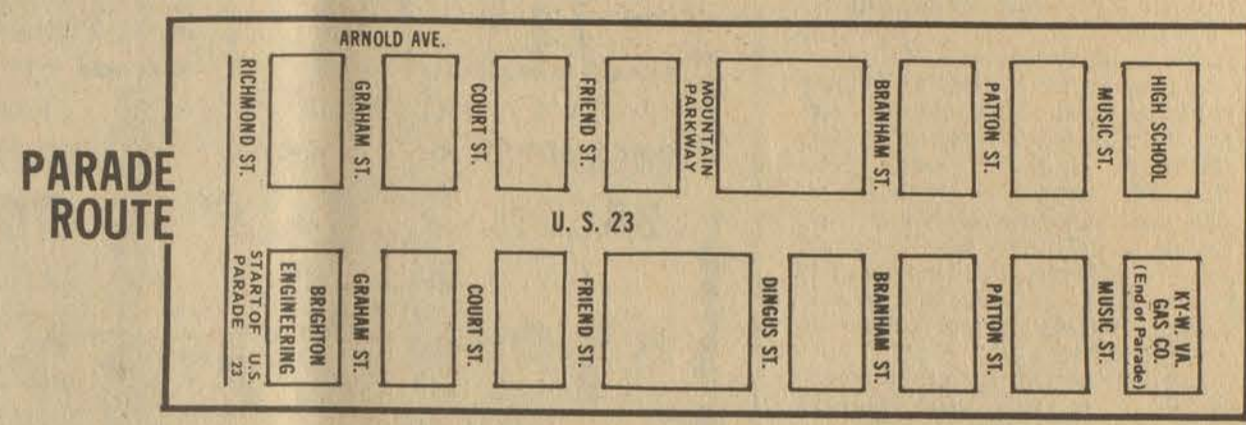 PARADE
ROUTE
ARNOLD AVE.
RICHMOND ST.
GRAHAM ST.
COURT ST.
FRIEND ST.
MOUNTAIN
PARKWAY
BRANHAM ST.
PATTON ST.
MUSIC ST.
HIGH SCHOOL
U. S. 23
START OF U.S.
PARADE 23
BRIGHTON
ENGINEERING
GRAHAM ST.
COURT ST.
FRIEND ST.
DINGUS ST.
BRANHAM ST.
PATTON ST.
MUSIC ST.
KY-W. VA.
GAS CO.
(End of Parade)